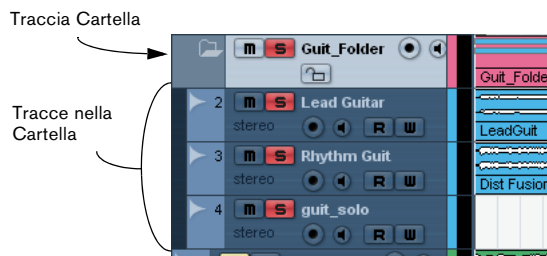 Traccia Cartella
m S Guit_Folder
Guit_Folde
Tracce nella
Cartella
2 m S Lead Guitar
stereo R W
LeadGuit
3 m S Rhythm Guit
stereo R W
Dist Fusion
4 m S guit_solo
stereo R W